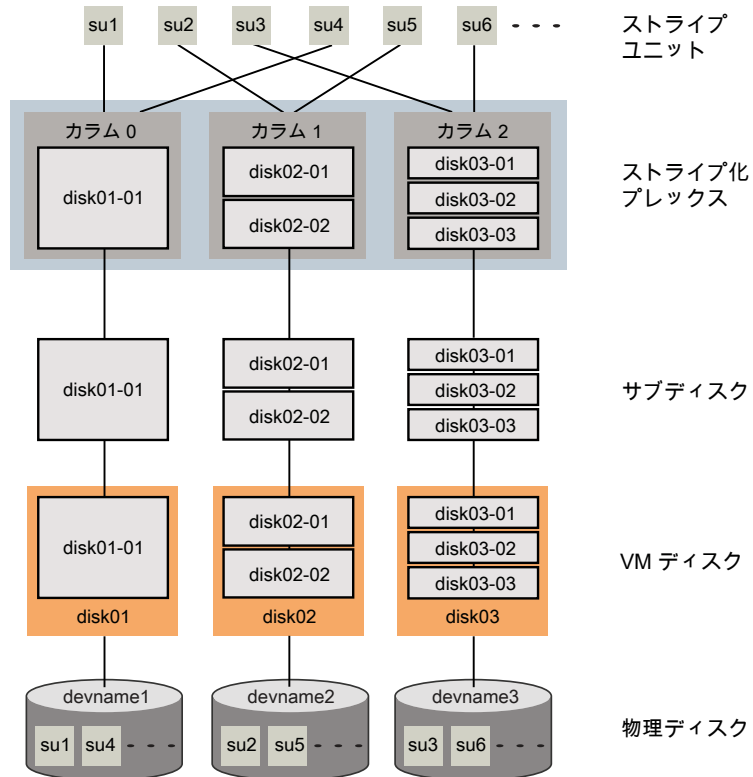 su1 su2 su3 su4 su5 su6 - - -
ストライプ
ユニット
カラム 0 カラム 1 カラム 2
disk01-01
disk02-01
disk02-02
disk03-01
disk03-02
disk03-03
ストライプ化
プレックス
disk01-01
disk02-01
disk02-02
disk03-01
disk03-02
disk03-03
サブディスク
disk01-01
disk02-01
disk02-02
disk03-01
disk03-02
disk03-03
disk01 disk02 disk03
VM ディスク
devname1 devname2 devname3
su1 su4 - - - su2 su5 - - - su3 su6 - - -
物理ディスク